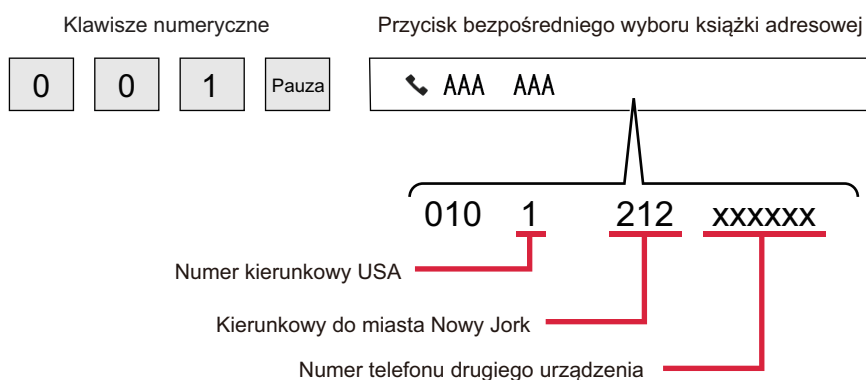 Klawisze numeryczne
Przycisk bezpośredniego wyboru książki adresowej
0 0 1 Pauza
AAA AAA
010 1 212 xxxxxx
Numer kierunkowy USA
Kierunkowy do miasta Nowy Jork
Numer telefonu drugiego urządzenia